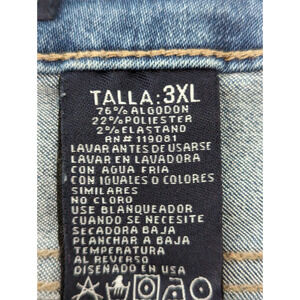 TALLA: 3XL
76% ALGODON
22% POLIESTER
2% ELASTANO
RN# 119081
LAVAR ANTES DE USARSE
LAVAR EN LAVADORA
CON AGUA FRIA
CON IGUALES O COLORES
SIMILARES
NO CLORO
USE BLANQUEADOR
CUANDO SE NECESITE
SECADORA BAJA
PLANCHAR A BAJA
TEMPERATURA
AL REVERSO
DISEÑADO EN USA